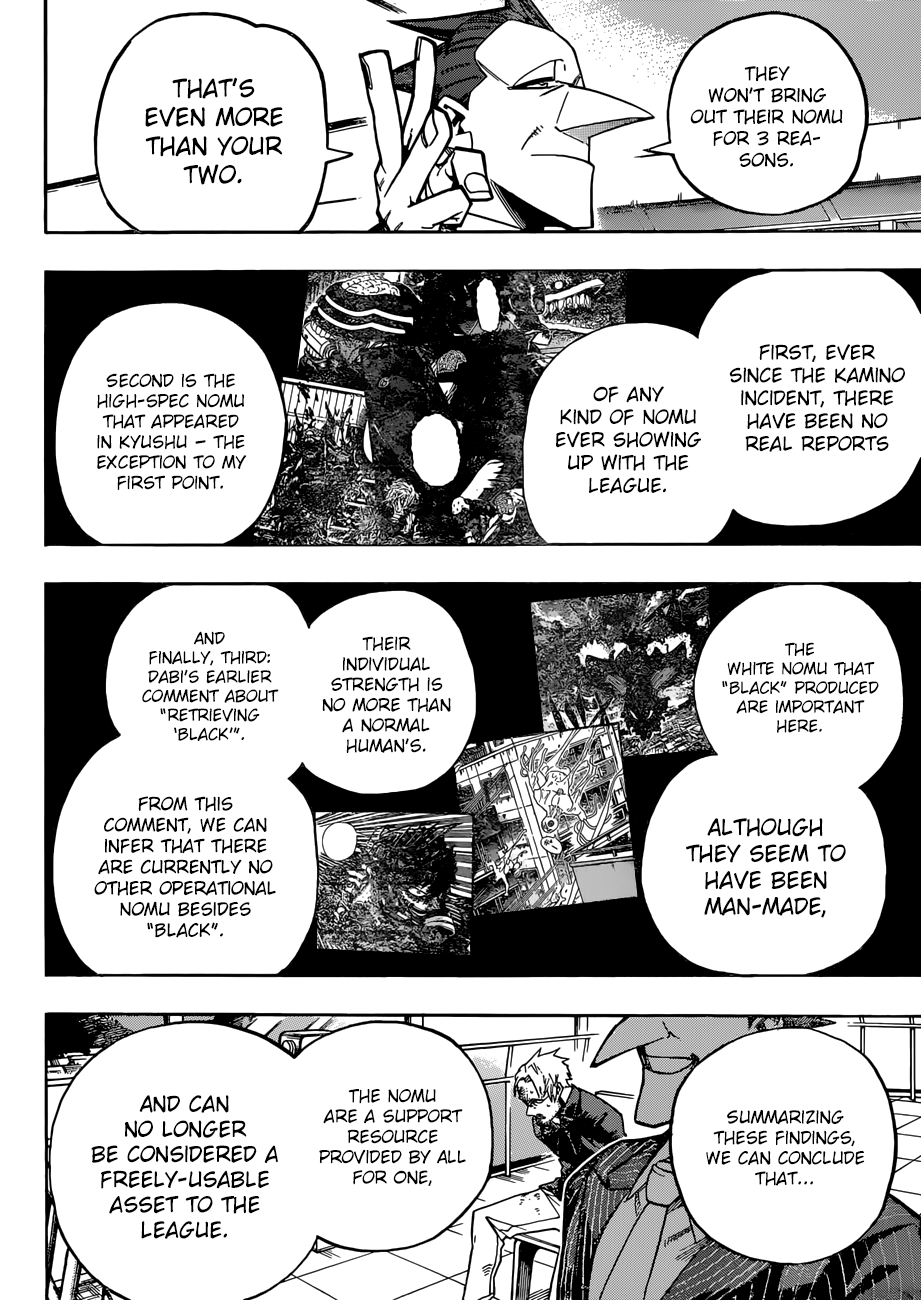 THEY
WON'T BRING
OUT THEIR NOMU
FOR 3 REA-
SONS.
THAT'S
EVEN MORE
THAN YOUR
TWO.
FIRST, EVER
SINCE THE KAMINO
INCIDENT, THERE
HAVE BEEN NO
REAL REPORTS
OF ANY
KIND OF NOMU
EVER SHOWING
UP WITH THE
LEAGUE.
SECOND IS THE
HIGH-SPEC NOMU
THAT APPEARED
IN KYUSHU – THE
EXCEPTION TO MY
FIRST POINT.
THE
WHITE NOMU THAT
"BLACK" PRODUCED
ARE IMPORTANT
HERE.
ALTHOUGH
THEY SEEM TO
HAVE BEEN
MAN-MADE,
THEIR
INDIVIDUAL
STRENGTH IS
NO MORE THAN
A NORMAL
HUMAN'S.
AND
FINALLY, THIRD:
DABI'S EARLIER
COMMENT ABOUT
"RETRIEVING
'BLACK'".
FROM THIS
COMMENT, WE CAN
INFER THAT THERE
ARE CURRENTLY NO
OTHER OPERATIONAL
NOMU BESIDES
"BLACK".
SUMMARIZING
THESE FINDINGS,
WE CAN CONCLUDE
THAT...
THE NOMU
ARE A SUPPORT
RESOURCE
PROVIDED BY ALL
FOR ONE,
AND CAN
NO LONGER
BE CONSIDERED A
FREELY-USABLE
ASSET TO THE
LEAGUE.